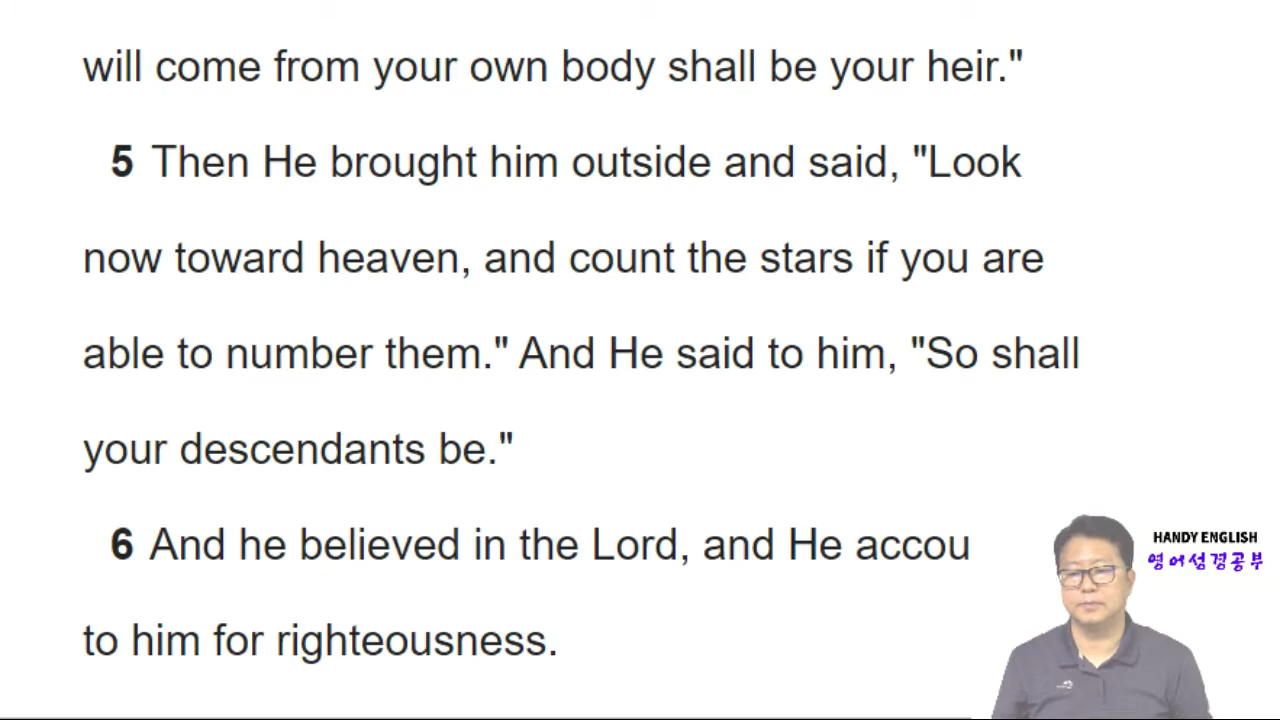 will come from your own body shall be your heir."
5 Then He brought him outside and said, "Look
now toward heaven, and count the stars if you are
able to number them." And He said to him, "So shall
your descendants be."
6 And he believed in the Lord, and He accou
to him for righteousness.
HANDY ENGLISH
영어성경공부